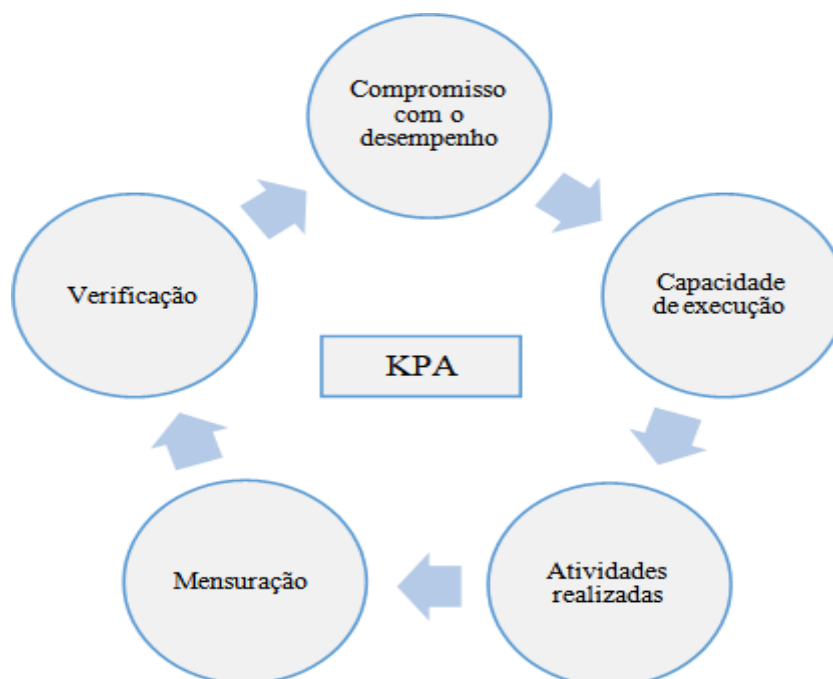 Compromisso
com o
desempenho
Capacidade
de execução
Atividades
realizadas
Mensuração
Verificação
KPA